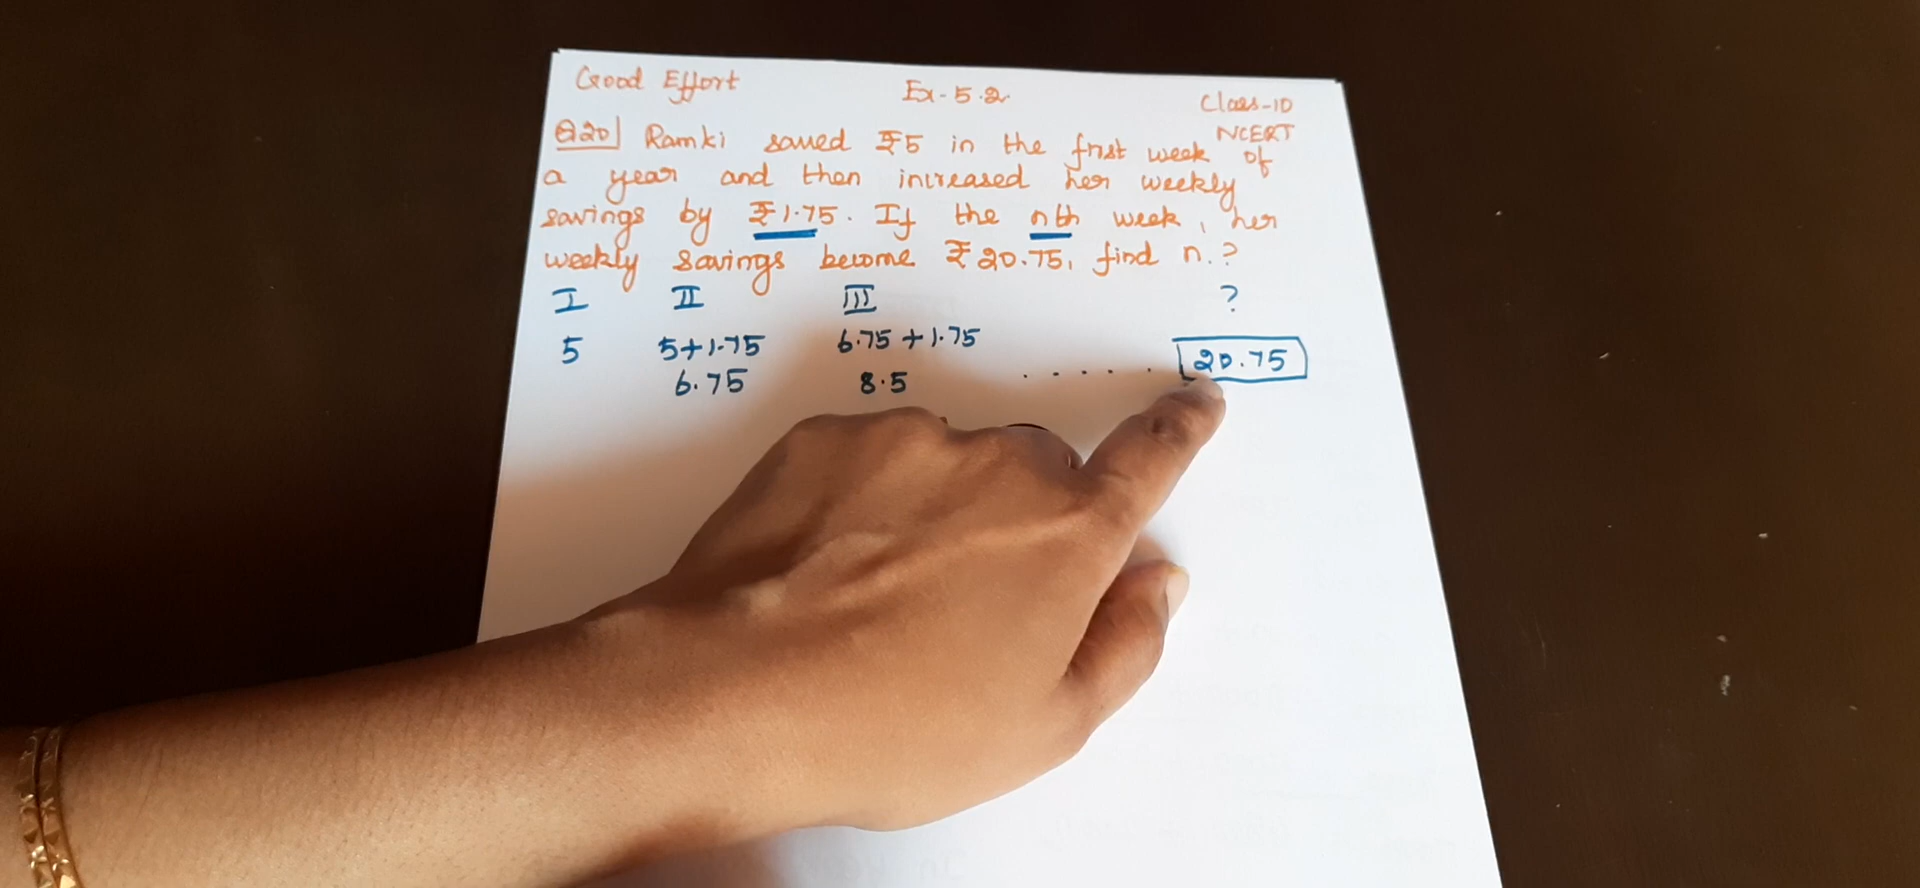 Good Effort Ex-5.2 Class-10
NCERT
Q20 Ramki saved ₹5 in the frist week of
a year and then increased her weekly
savings by ₹1.75. If the nth week, her
weekly savings become ₹20.75, find n.?
I II III ?
5 5+1.75 6.75+1.75 20.75
6.75 8.5 .....